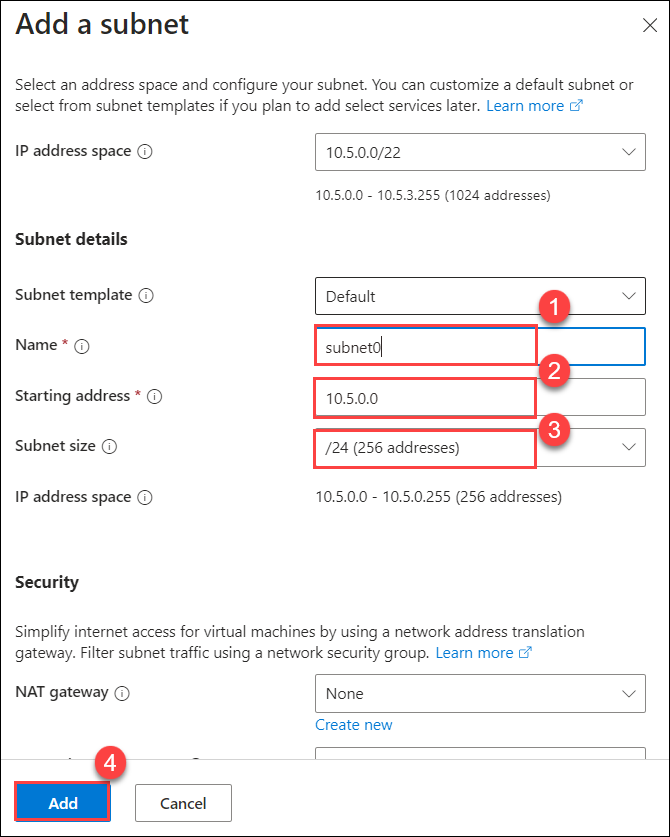 Add a subnet
Select an address space and configure your subnet. You can customize a default subnet or
select from subnet templates if you plan to add select services later. Learn more
IP address space
10.5.0.0/22
10.5.0.0 - 10.5.3.255 (1024 addresses)
Subnet details
Subnet template
Default
1
Name *
subnet0
2
Starting address *
10.5.0.0
3
Subnet size
/24 (256 addresses)
IP address space
10.5.0.0 - 10.5.0.255 (256 addresses)
Security
Simplify internet access for virtual machines by using a network address translation
gateway. Filter subnet traffic using a network security group. Learn more
NAT gateway
None
Create new
4
Add
Cancel